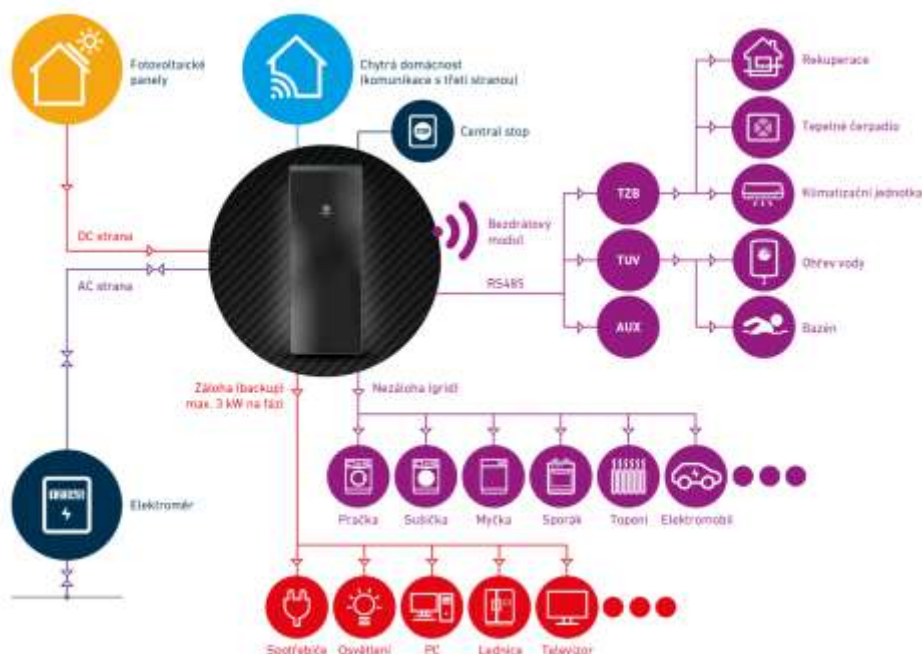 Fotovoltaické
panely
Chytrá domácnost
(komunikace s třetí stranou)
Central stop
STOP
Rekuperace
Tepelné čerpadlo
Klimatizační jednotka
TZB
Bezdrátový
modul
DC strana
TUV
Ohřev vody
AC strana
RS485
AUX
Bazén
Záloha (backup)
max. 3 kW na fázi
Nezáloha (grid)
Elektroměr
Pračka
Sušička
Myčka
Sporák
Topení
Elektromobil
Spotřebiče
Osvětlení
PC
Lednice
Televizor